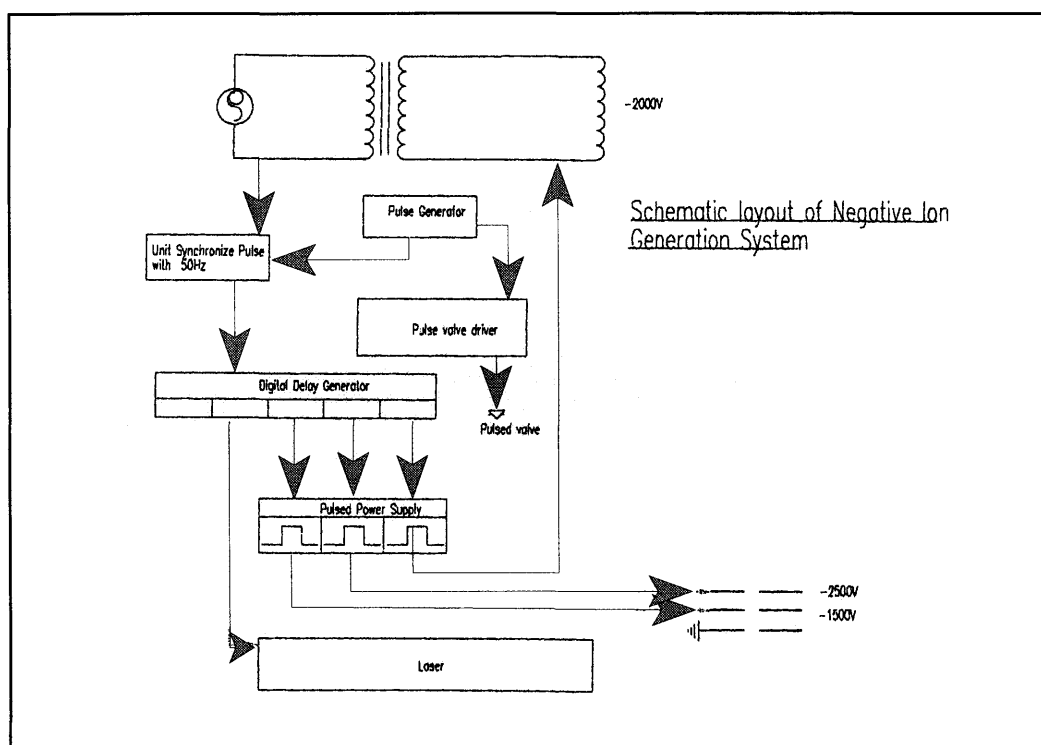 -2000V
Schematic layout of Negative Ion
Generation System
Pulse Generator
Unit Synchronize Pulse
with 50Hz
Pulse valve driver
Digital Delay Generator
Pulsed valve
Pulsed Power Supply
-2500V
-1500V
Laser